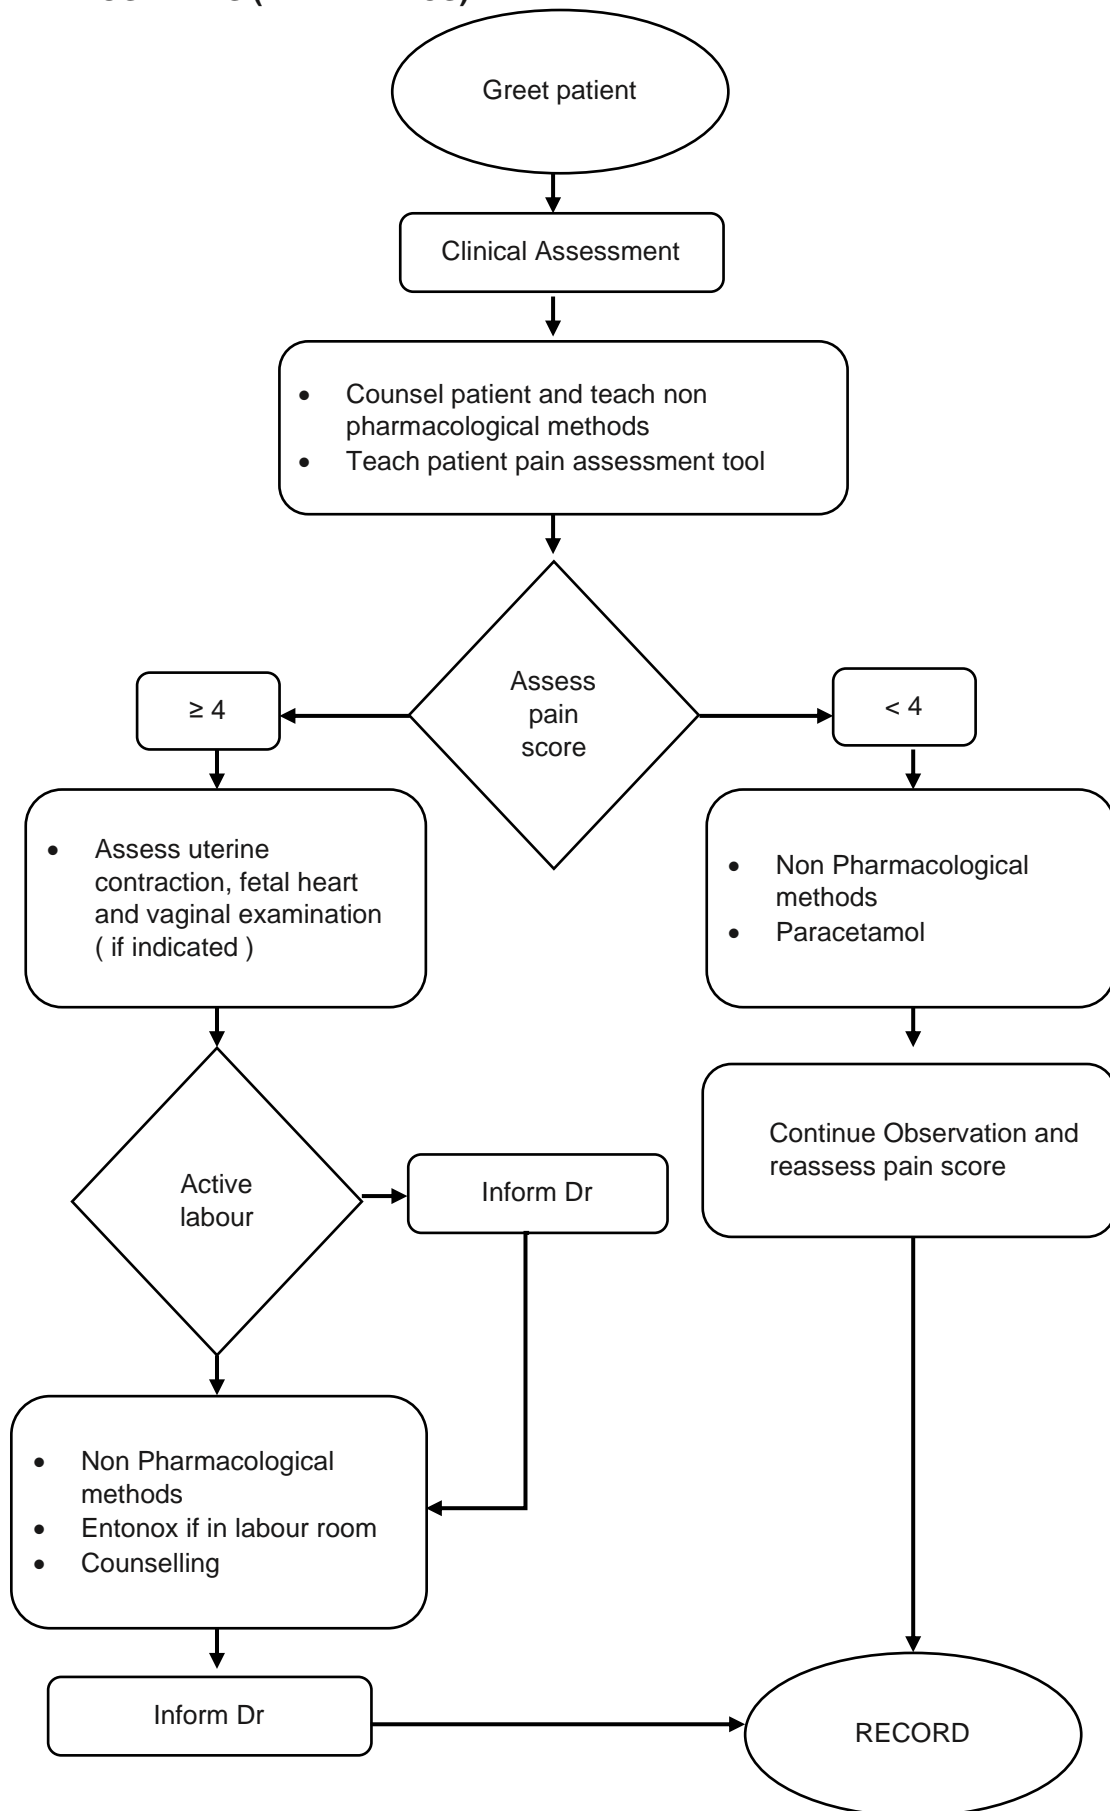 Greet patient
Clinical Assessment
• Counsel patient and teach non
pharmacological methods
• Teach patient pain assessment tool
Assess
pain
score
≥ 4
< 4
• Assess uterine
contraction, fetal heart
and vaginal examination
( if indicated )
• Non Pharmacological
methods
• Paracetamol
Active
labour
Inform Dr
Continue Observation and
reassess pain score
• Non Pharmacological
methods
• Entonox if in labour room
• Counselling
Inform Dr
RECORD